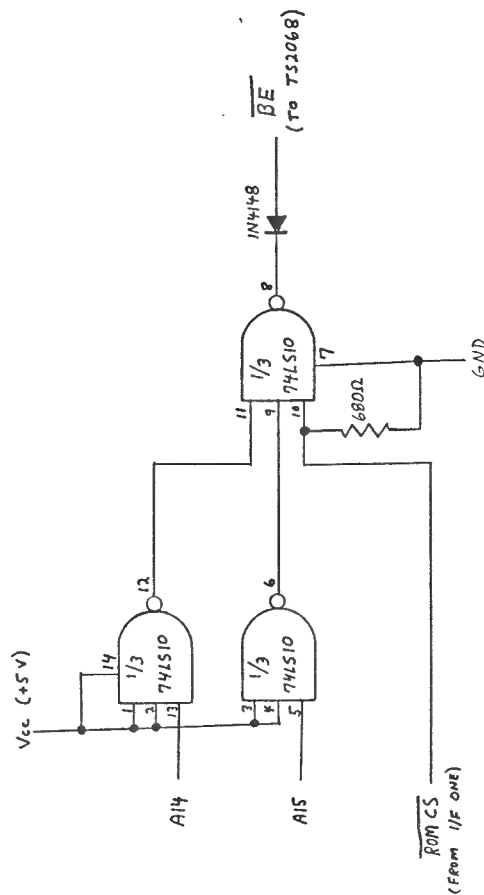 Vcc (+5V)
14
1
2
13
1/3
74LS10
12
A14
3
4
5
1/3
74LS10
6
A15
11
9
10
1/3
74LS10
8
7
1N4148
BE
(TO TS2068)
680Ω
GND
ROM CS
(FROM I/F ONE)